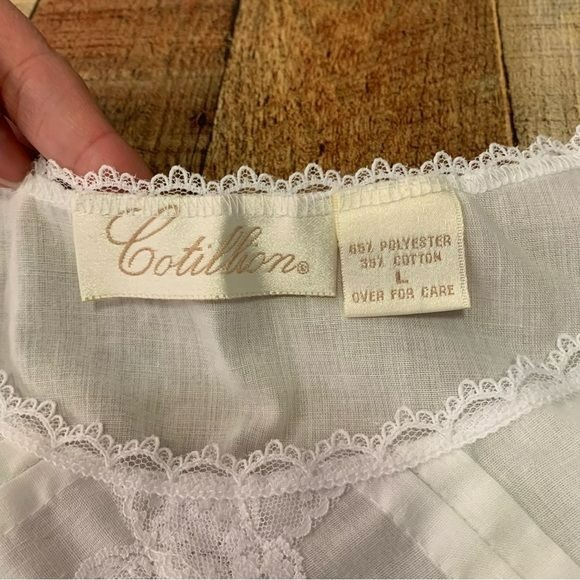 Cotillion®
65% POLYESTER
35% COTTON
L
OVER FOR CARE